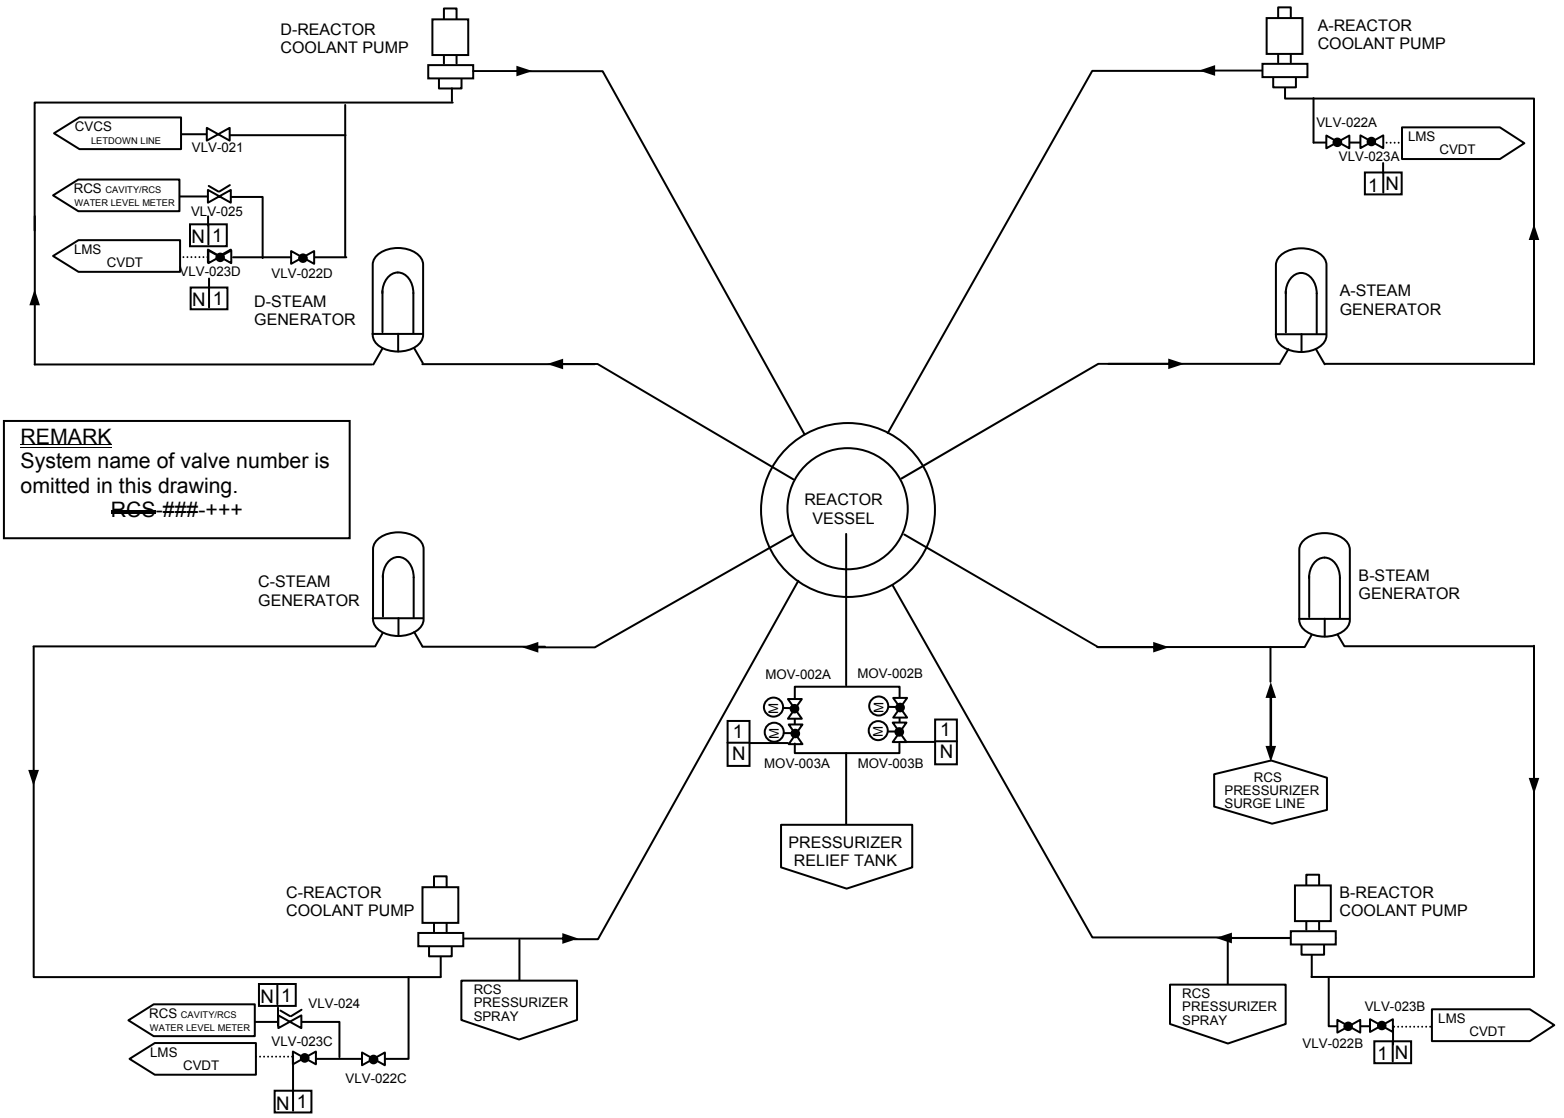 D-REACTOR
COOLANT PUMP
A-REACTOR
COOLANT PUMP
CVCS
LETDOWN LINE
VLV-021
RCS CAVITY/RCS
WATER LEVEL METER
VLV-025
N 1
LMS
CVDT
VLV-023D
VLV-022D
N 1
VLV-022A
LMS
CVDT
VLV-023A
1 N
D-STEAM
GENERATOR
A-STEAM
GENERATOR
REMARK
System name of valve number is
omitted in this drawing.
RCS-###-+++
REACTOR
VESSEL
C-STEAM
GENERATOR
B-STEAM
GENERATOR
MOV-002A
MOV-002B
M
M
M
M
1
N
1
N
MOV-003A
MOV-003B
RCS
PRESSURIZER
SURGE LINE
PRESSURIZER
RELIEF TANK
C-REACTOR
COOLANT PUMP
B-REACTOR
COOLANT PUMP
RCS
PRESSURIZER
SPRAY
RCS
PRESSURIZER
SPRAY
N 1
VLV-024
RCS CAVITY/RCS
WATER LEVEL METER
VLV-023C
LMS
CVDT
VLV-022C
N 1
VLV-023B
LMS
CVDT
VLV-022B
1 N